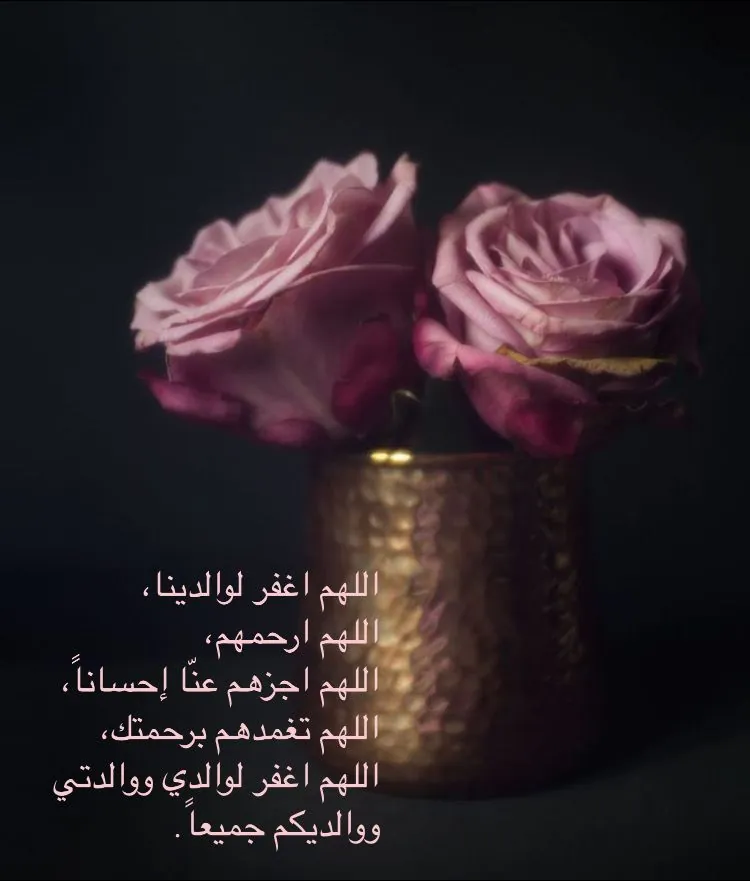 اللهم اغفر لوالدينا،
اللهم ارحمهم،
اللهم اجزهم عنّا إحساناً،
اللهم تغمدهم برحمتك،
اللهم اغفر لوالدي ووالدتي
ووالديكم جميعاً.